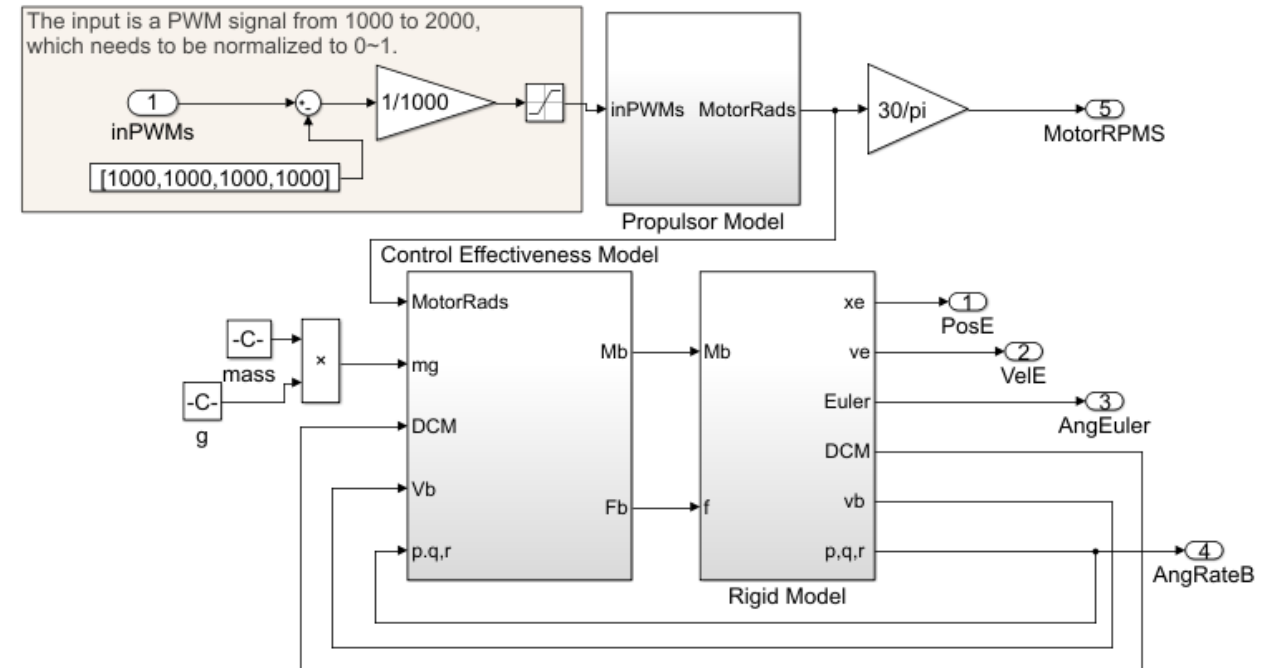 The input is a PWM signal from 1000 to 2000,
which needs to be normalized to 0~1.
1
inPWMs
+
-
1/1000
[1000,1000,1000,1000]
inPWMs
MotorRads
Propulsor Model
30/pi
5
MotorRPMS
Control Effectiveness Model
MotorRads
mg
DCM
Vb
p.q,r
Mb
Fb
-C-
mass
-C-
g
×
Mb
f
xe
ve
Euler
DCM
vb
p,q,r
Rigid Model
1
PosE
2
VelE
3
AngEuler
4
AngRateB